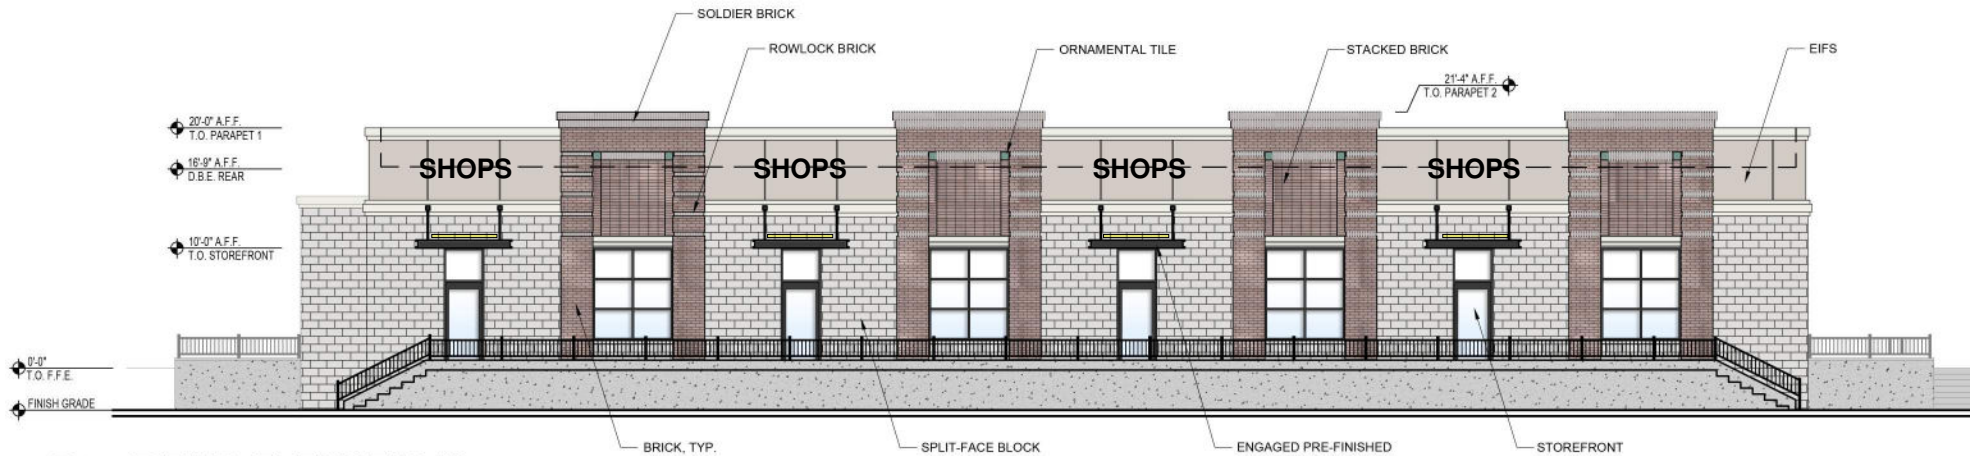 SOLDIER BRICK
ROWLOCK BRICK
ORNAMENTAL TILE
STACKED BRICK
EIFS
21'-4" A.F.F.
T.O. PARAPET 2
20'-0" A.F.F.
T.O. PARAPET 1
16'-9" A.F.F.
D.B.E. REAR
SHOPS
SHOPS
SHOPS
SHOPS
10'-0" A.F.F.
T.O. STOREFRONT
0'-0"
T.O. F.F.E.
FINISH GRADE
BRICK, TYP.
SPLIT-FACE BLOCK
ENGAGED PRE-FINISHED
STOREFRONT